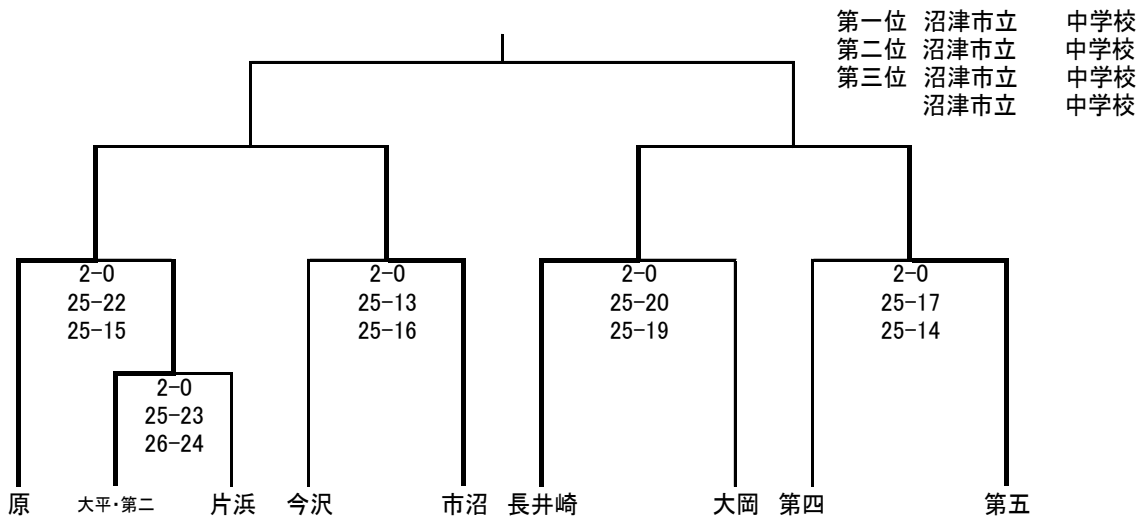 第一位 沼津市立 中学校
第二位 沼津市立 中学校
第三位 沼津市立 中学校
沼津市立 中学校
2-0 2-0 2-0 2-0
25-22 25-13 25-20 25-17
25-15 25-16 25-19 25-14
2-0
25-23
26-24
原 大平・第二 片浜 今沢 市沼 長井崎 大岡 第四 第五